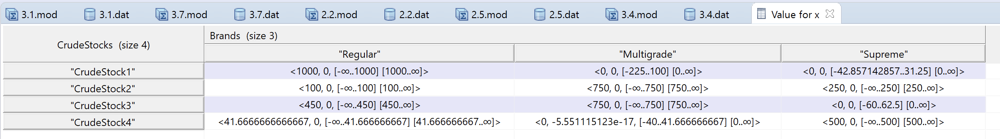 3.1.mod 3.1.dat 3.7.mod 3.7.dat 2.2.mod 2.2.dat 2.5.mod 2.5.dat 3.4.mod 3.4.dat Value for x
CrudeStocks (size 4) Brands (size 3)
"Regular" "Multigrade" "Supreme"
"CrudeStock1" <1000, 0, [-∞..1000] [1000..∞]> <0, 0, [-225..100] [0..∞]> <0, 0, [-42.857142857..31.25] [0..∞]>
"CrudeStock2" <100, 0, [-∞..100] [100..∞]> <750, 0, [-∞..750] [750..∞]> <250, 0, [-∞..250] [250..∞]>
"CrudeStock3" <450, 0, [-∞..450] [450..∞]> <750, 0, [-∞..750] [750..∞]> <0, 0, [-60..62.5] [0..∞]>
"CrudeStock4" <41.6666666666667, 0, [-∞..41.666666667] [41.666666667..∞]> <0, -5.551115123e-17, [-40..41.666666667] [0..∞]> <500, 0, [-∞..500] [500..∞]>